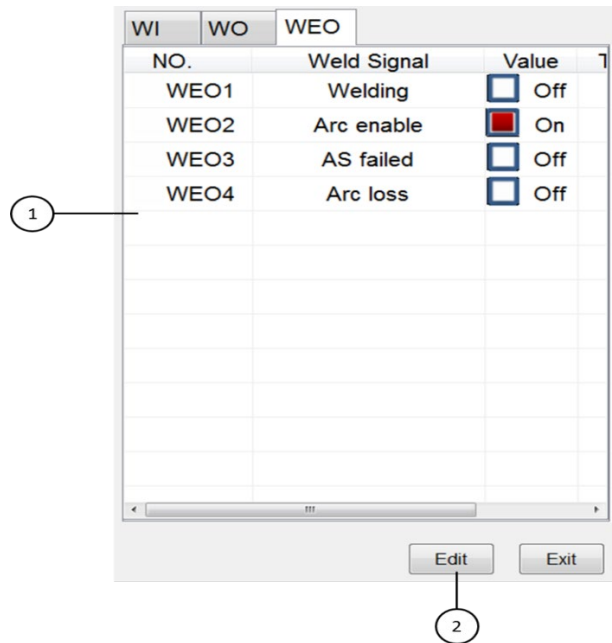 WI WO WEO
NO. Weld Signal Value T
WEO1 Welding Off
WEO2 Arc enable On
WEO3 AS failed Off
WEO4 Arc loss Off
1
Edit Exit
2